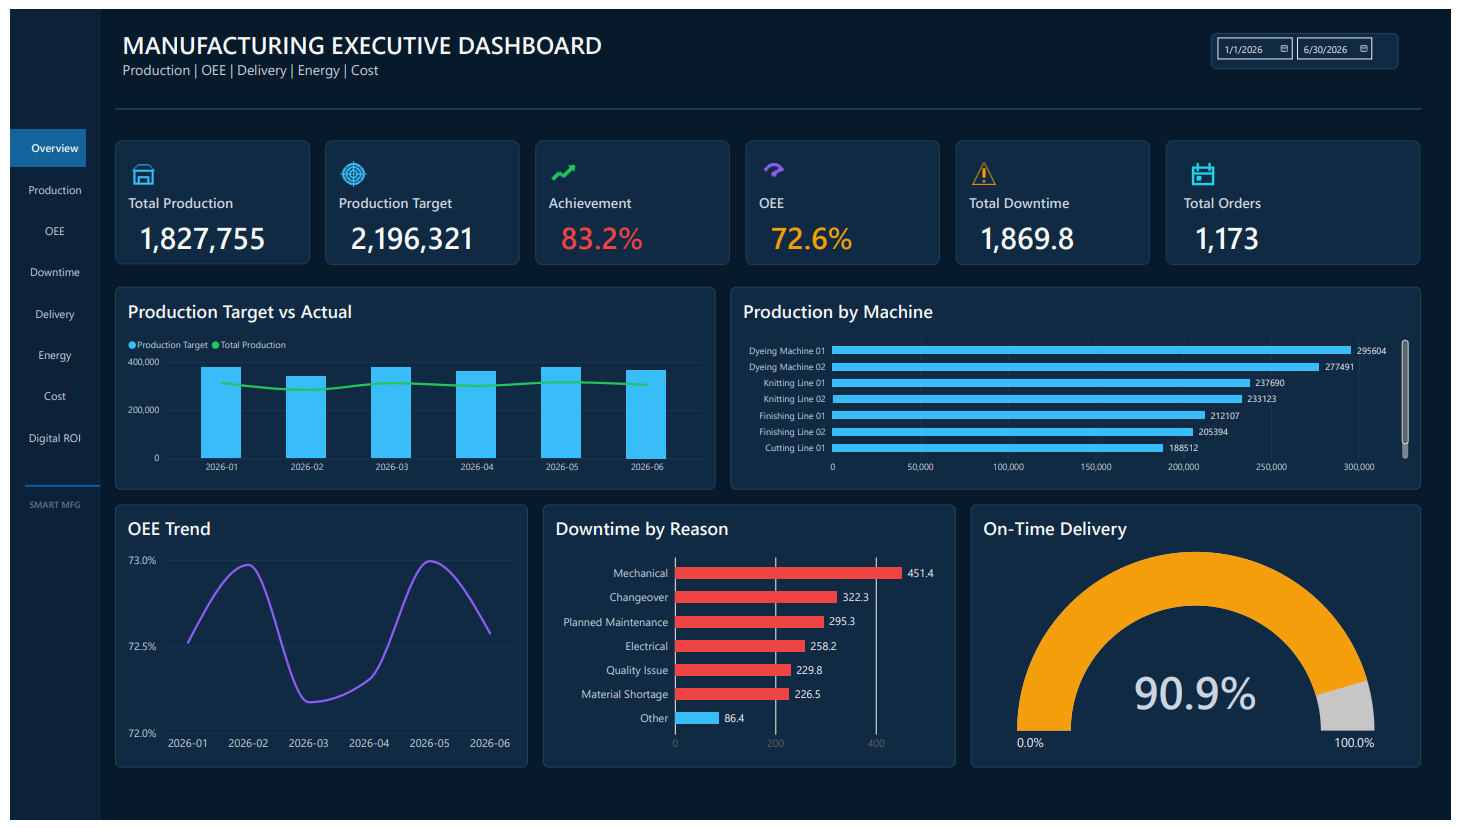 MANUFACTURING EXECUTIVE DASHBOARD
Production | OEE | Delivery | Energy | Cost
1/1/2026
6/30/2026
Overview
Production
OEE
Downtime
Delivery
Energy
Cost
Digital ROI
SMART MFG
Total Production
1,827,755
Production Target
2,196,321
Achievement
83.2%
OEE
72.6%
Total Downtime
1,869.8
Total Orders
1,173
Production Target vs Actual
Production Target Total Production
400,000
200,000
0
2026-01 2026-02 2026-03 2026-04 2026-05 2026-06
Production by Machine
Dyeing Machine 01 295604
Dyeing Machine 02 277491
Knitting Line 01 237690
Knitting Line 02 233123
Finishing Line 01 212107
Finishing Line 02 205394
Cutting Line 01 188512
0 50,000 100,000 150,000 200,000 250,000 300,000
OEE Trend
73.0%
72.5%
72.0%
2026-01 2026-02 2026-03 2026-04 2026-05 2026-06
Downtime by Reason
Mechanical 451.4
Changeover 322.3
Planned Maintenance 295.3
Electrical 258.2
Quality Issue 229.8
Material Shortage 226.5
Other 86.4
0 200 400
On-Time Delivery
90.9%
0.0% 100.0%